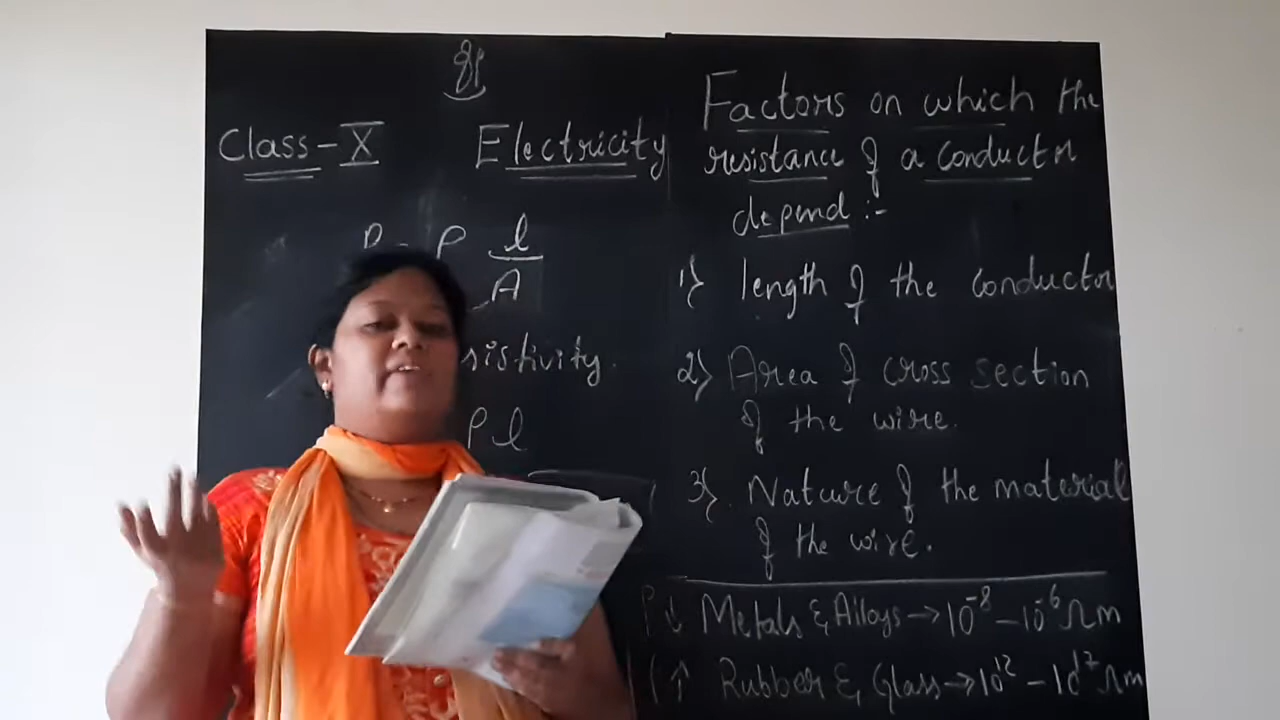 Class-X Electricity
ρ l
A
sistivity.
ρ l
Factors on which the
resistance of a conductor
depend :-
1) length of the conductor
2) Area of cross section
of the wire.
3) Nature of the material
of the wire.
↓ Metals & Alloys → 10⁻⁸ – 10⁻⁶ Ωm
↑ Rubber & Glass → 10¹² – 10¹⁷ Ωm